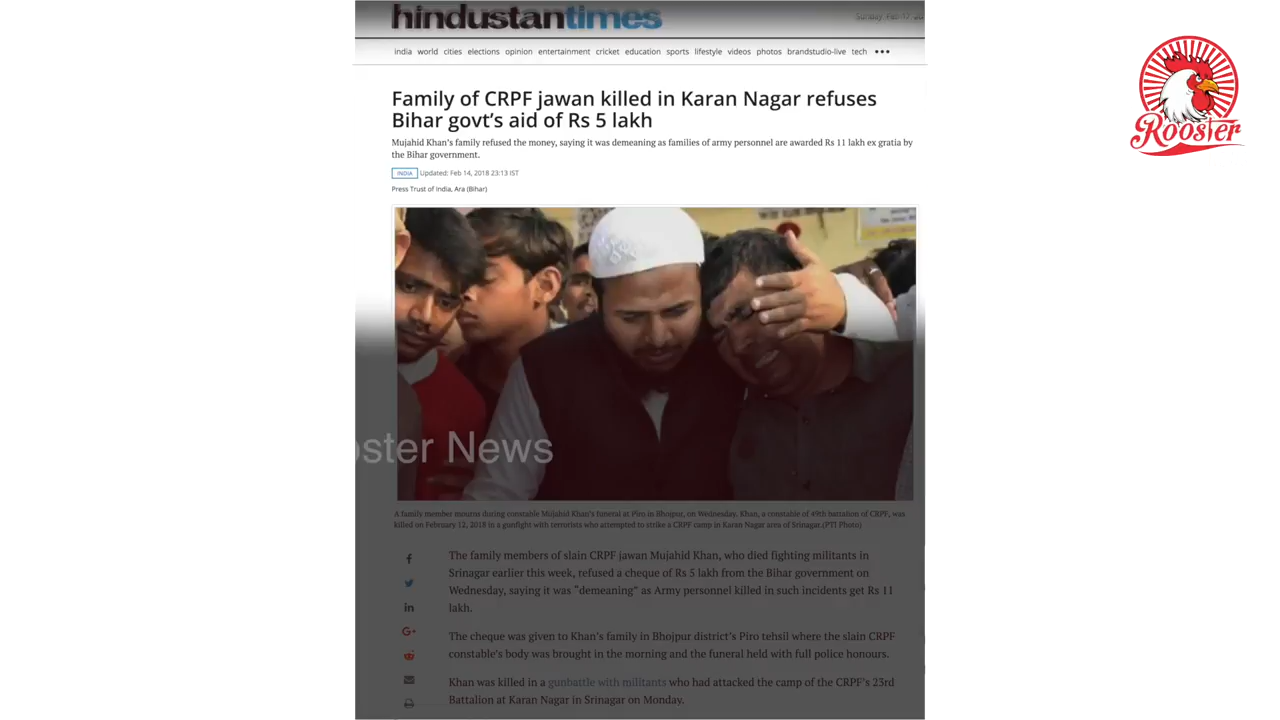 hindustantimes
india world cities elections opinion entertainment cricket education sports lifestyle videos photos brandstudio-live tech •••
Family of CRPF jawan killed in Karan Nagar refuses
Bihar govt's aid of Rs 5 lakh
Mujahid Khan's family refused the money, saying it was demeaning as families of army personnel are awarded Rs 11 lakh ex gratia by
the Bihar government.
INDIA Updated: Feb 14, 2018 23:13 IST
Press Trust of India, Ara (Bihar)
Rooster
oster News
A family member mourns during constable Mojahid Khan's funeral at Piro in Bhojpur, on Wednesday. Khan, a constable of 49th battalion of CRPF, was
killed on February 12, 2018 in a gunfight with terrorists who attempted to strike a CRPF camp in Karan Nagar area of Srinagar.(PTI Photo)
The family members of slain CRPF jawan Mujahid Khan, who died fighting militants in
Srinagar earlier this week, refused a cheque of Rs 5 lakh from the Bihar government on
Wednesday, saying it was "demeaning" as Army personnel killed in such incidents get Rs 11
lakh.
The cheque was given to Khan's family in Bhojpur district's Piro tehsil where the slain CRPF
constable's body was brought in the morning and the funeral held with full police honours.
Khan was killed in a gunbattle with militants who had attacked the camp of the CRPF's 23rd
Battalion at Karan Nagar in Srinagar on Monday.